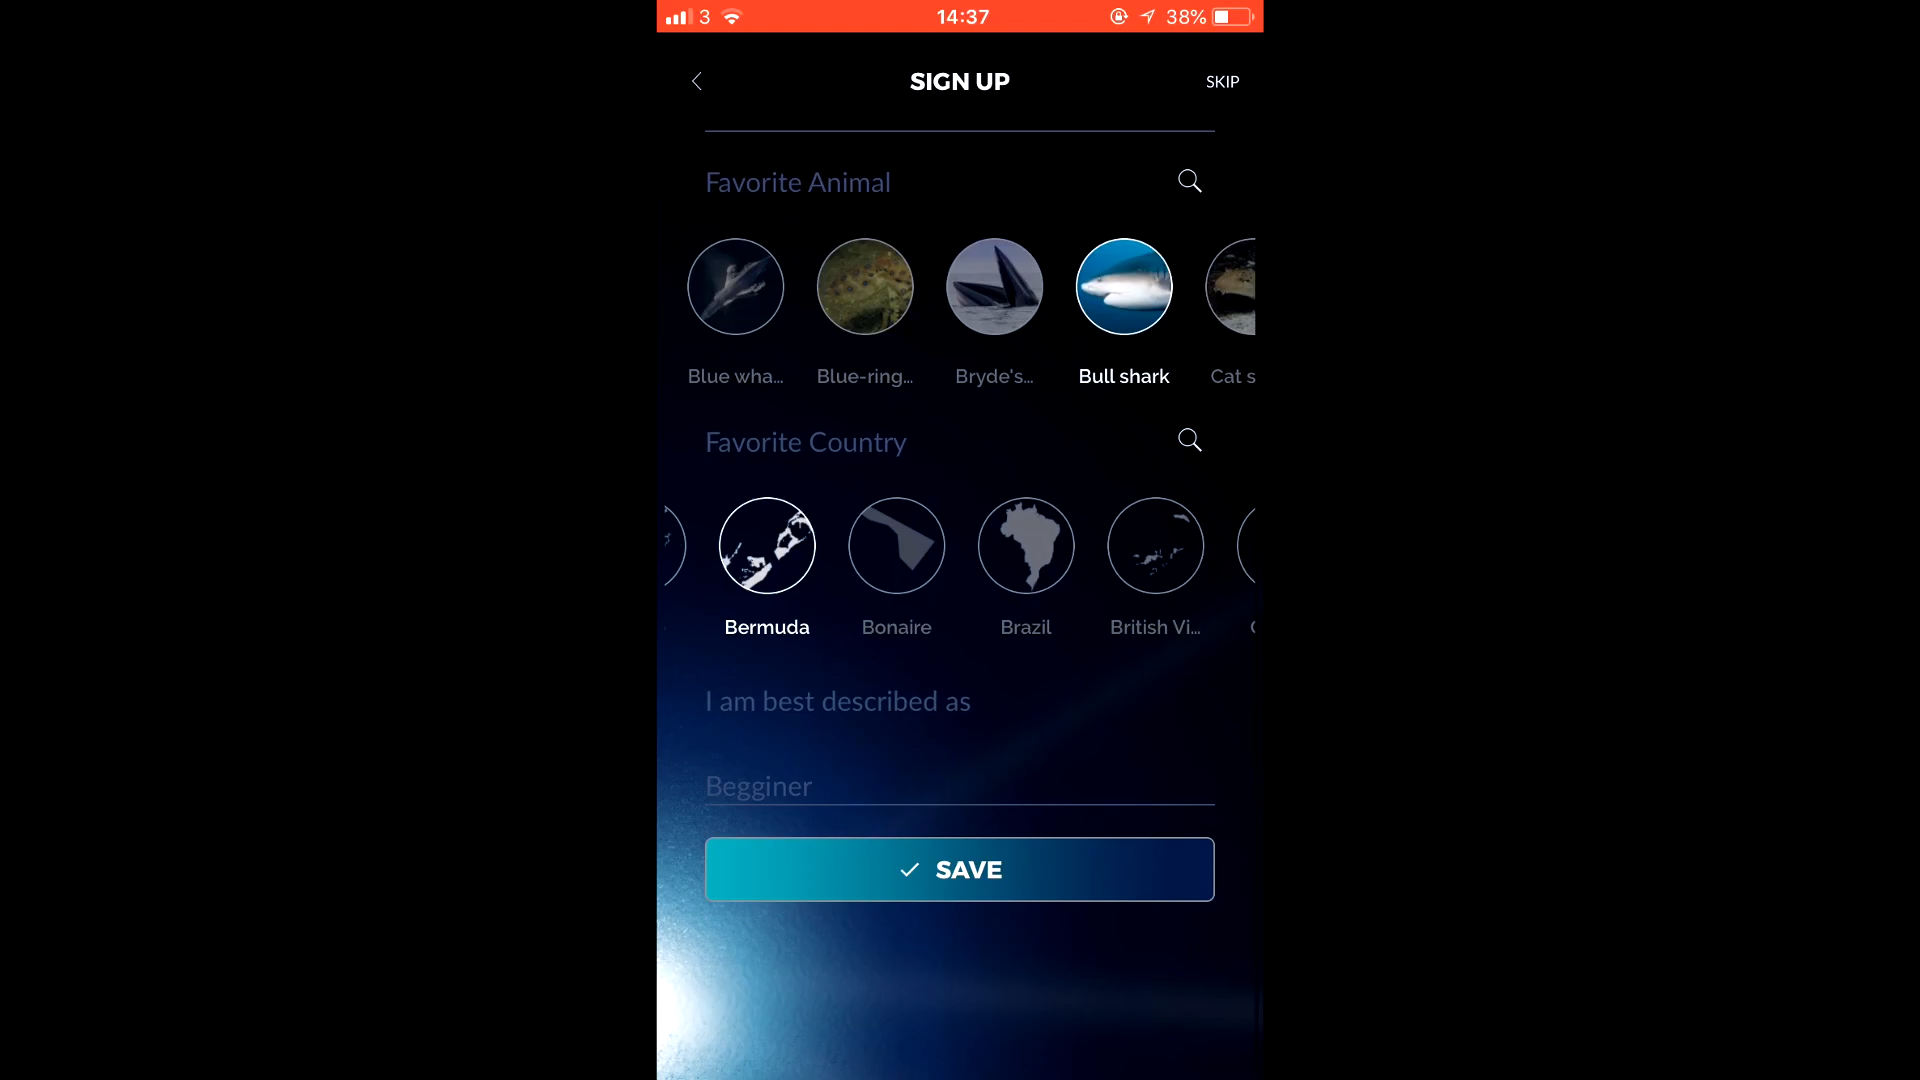 3 14:37 38%
SIGN UP SKIP
Favorite Animal
Blue wha... Blue-ring... Bryde's... Bull shark Cat s
Favorite Country
Bermuda Bonaire Brazil British Vi...
I am best described as
Begginer
SAVE